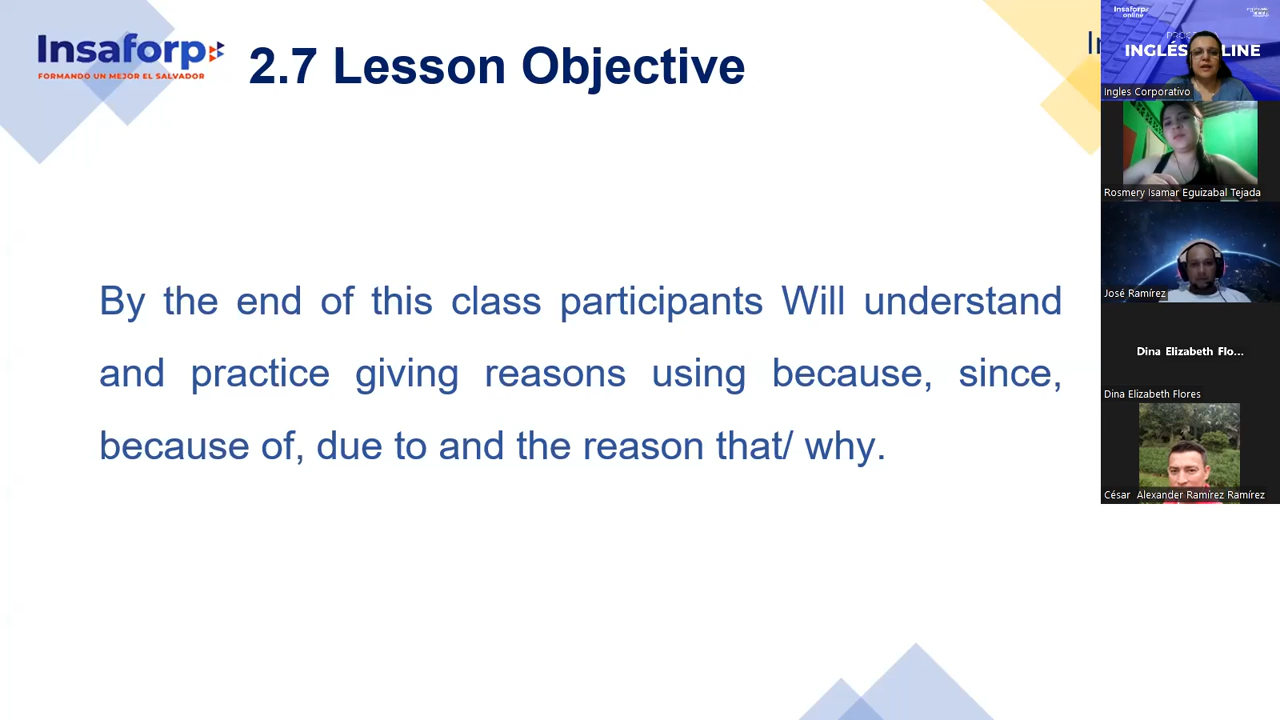 Insaforp
FORMANDO UN MEJOR EL SALVADOR
2.7 Lesson Objective
By the end of this class participants Will understand
and practice giving reasons using because, since,
because of, due to and the reason that/ why.
Insaforp
online
INGLÉS LINE
Ingles Corporativo
Rosmery Isamar Eguizabal Tejada
José Ramírez
Dina Elizabeth Flo...
Dina Elizabeth Flores
César Alexander Ramírez Ramírez